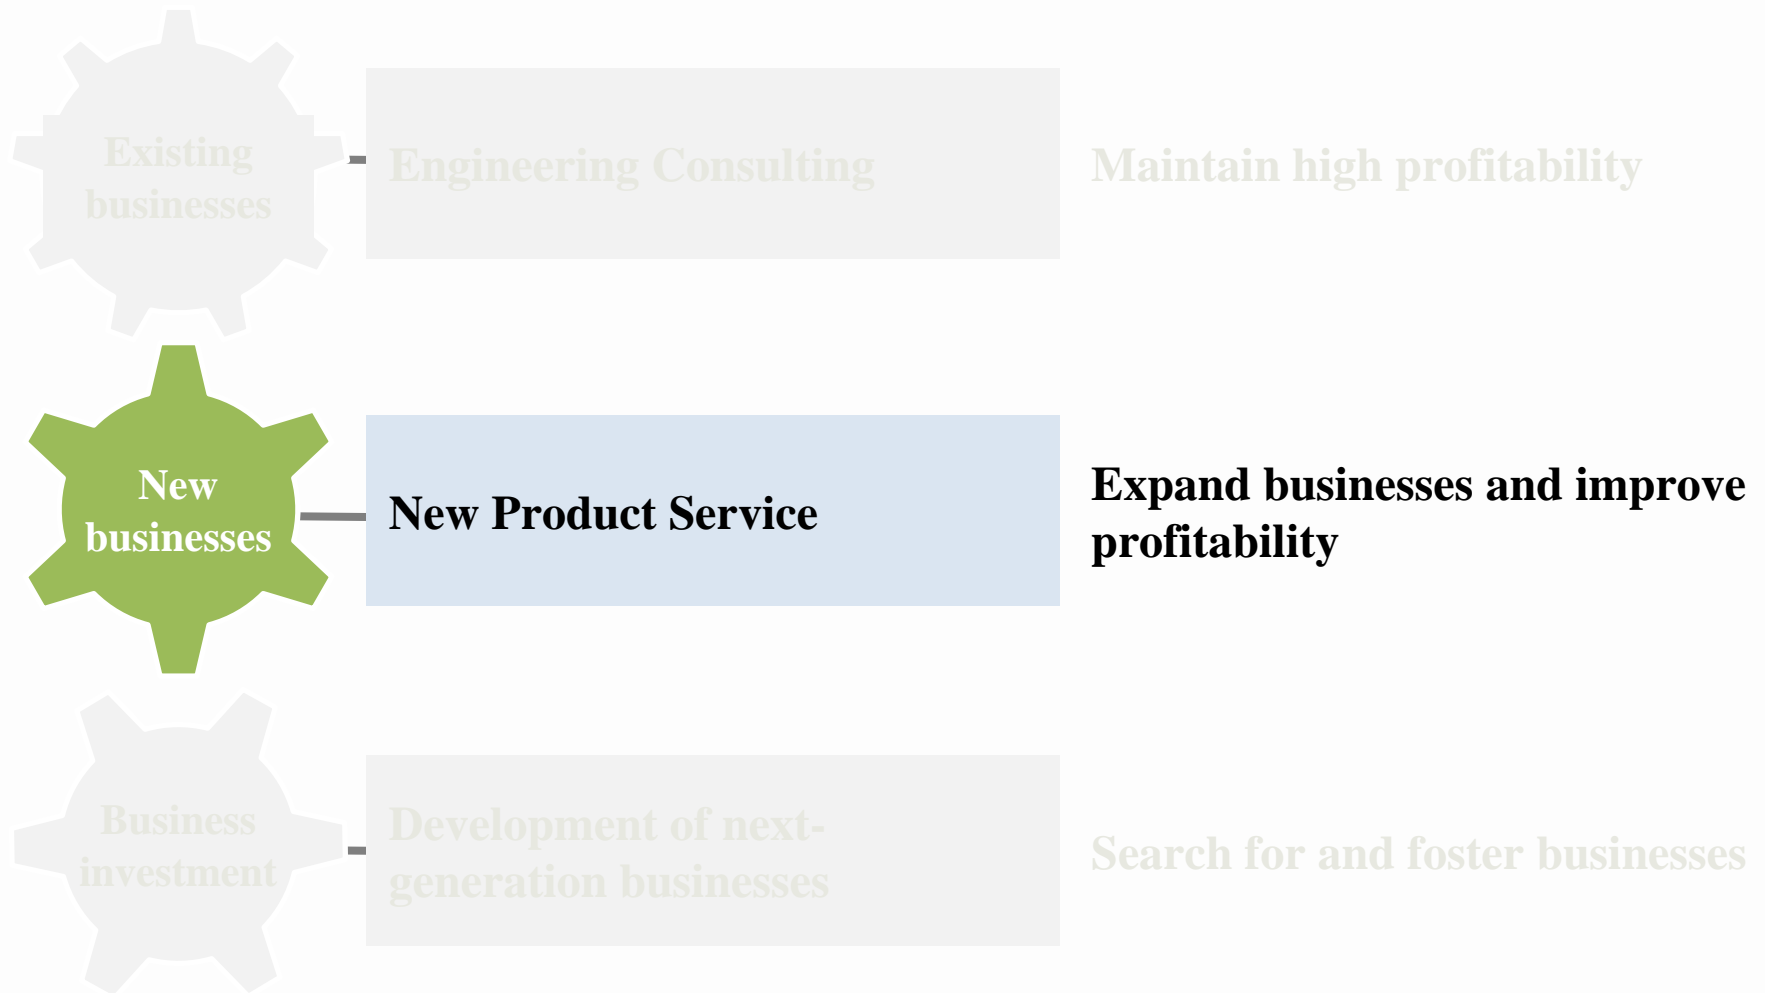 Existing
businesses
Engineering Consulting
Maintain high profitability
New
businesses
New Product Service
Expand businesses and improve
profitability
Business
investment
Development of next-
generation businesses
Search for and foster businesses